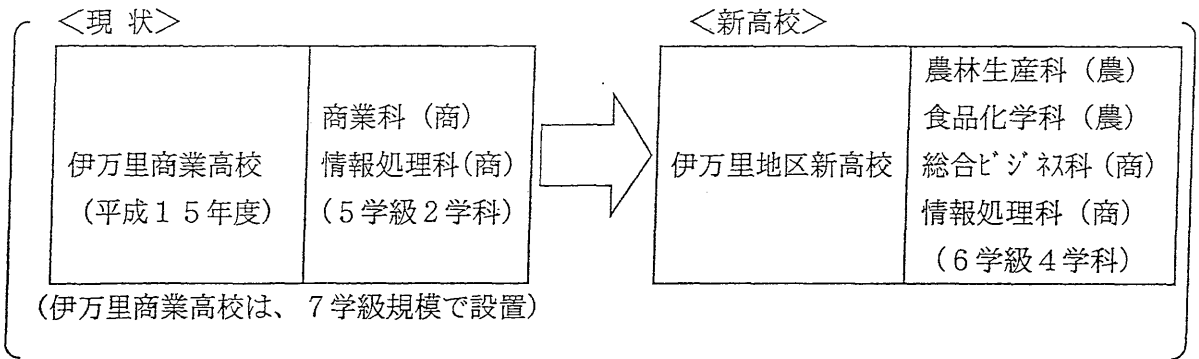 <現 状>
伊万里商業高校
(平成15年度)
商業科(商)
情報処理科(商)
(5学級2学科)
(伊万里商業高校は、7学級規模で設置)
<新高校>
伊万里地区新高校
農林生産科(農)
食品化学科(農)
総合ビジネス科(商)
情報処理科(商)
(6学級4学科)